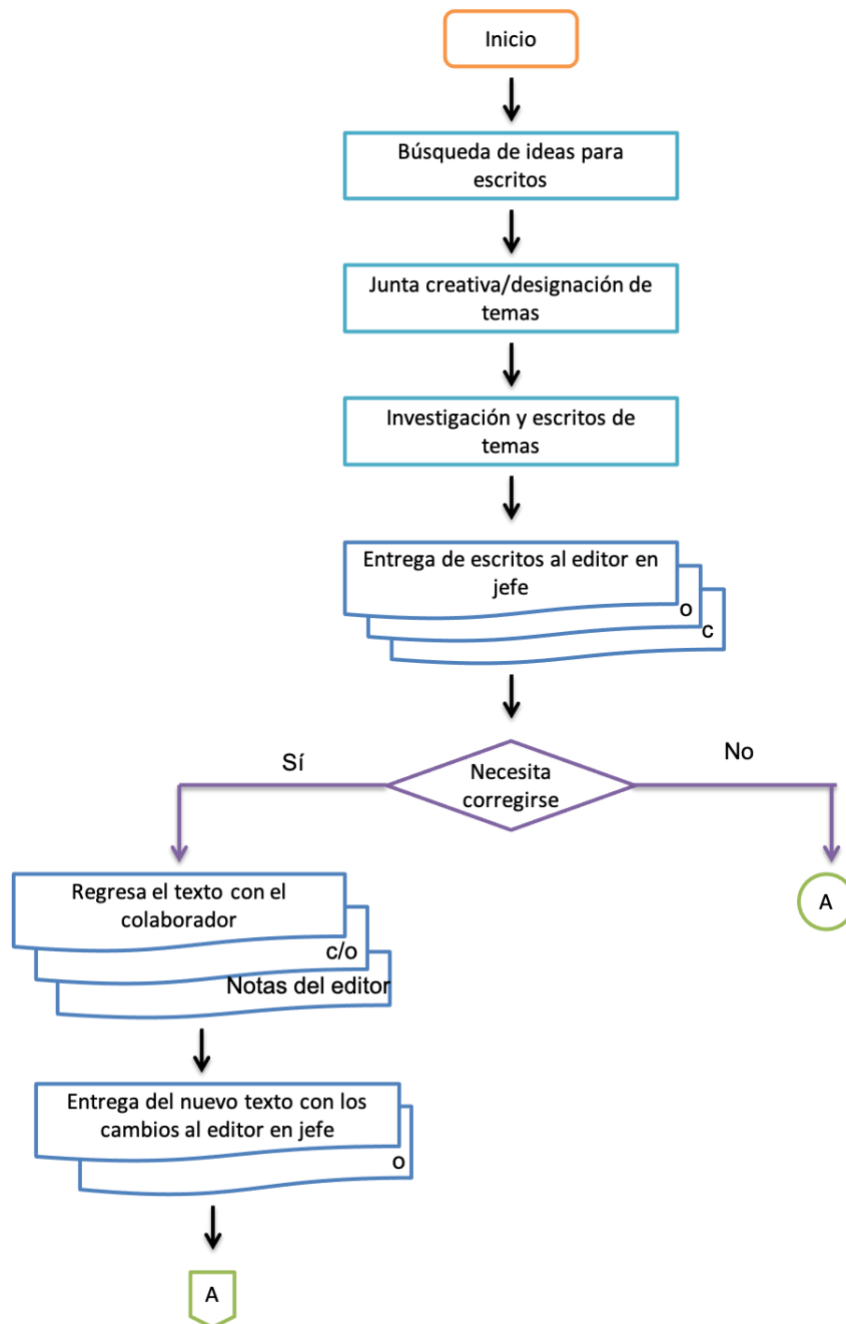 Inicio
Búsqueda de ideas para
escritos
Junta creativa/designación de
temas
Investigación y escritos de
temas
Entrega de escritos al editor en
jefe
o
c
Necesita
corregirse
Sí
No
Regresa el texto con el
colaborador
c/o
Notas del editor
A
Entrega del nuevo texto con los
cambios al editor en jefe
o
A